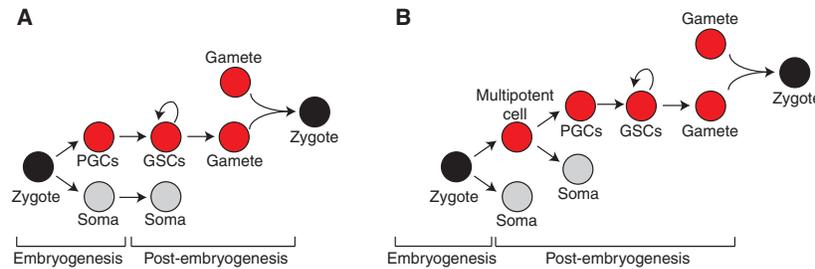 A
Gamete
PGCs
GSCs
Gamete
Zygote
Zygote
Soma
Soma
Embryogenesis
Post-embryogenesis
B
Gamete
Multipotent
cell
PGCs
GSCs
Gamete
Zygote
Zygote
Soma
Soma
Embryogenesis
Post-embryogenesis